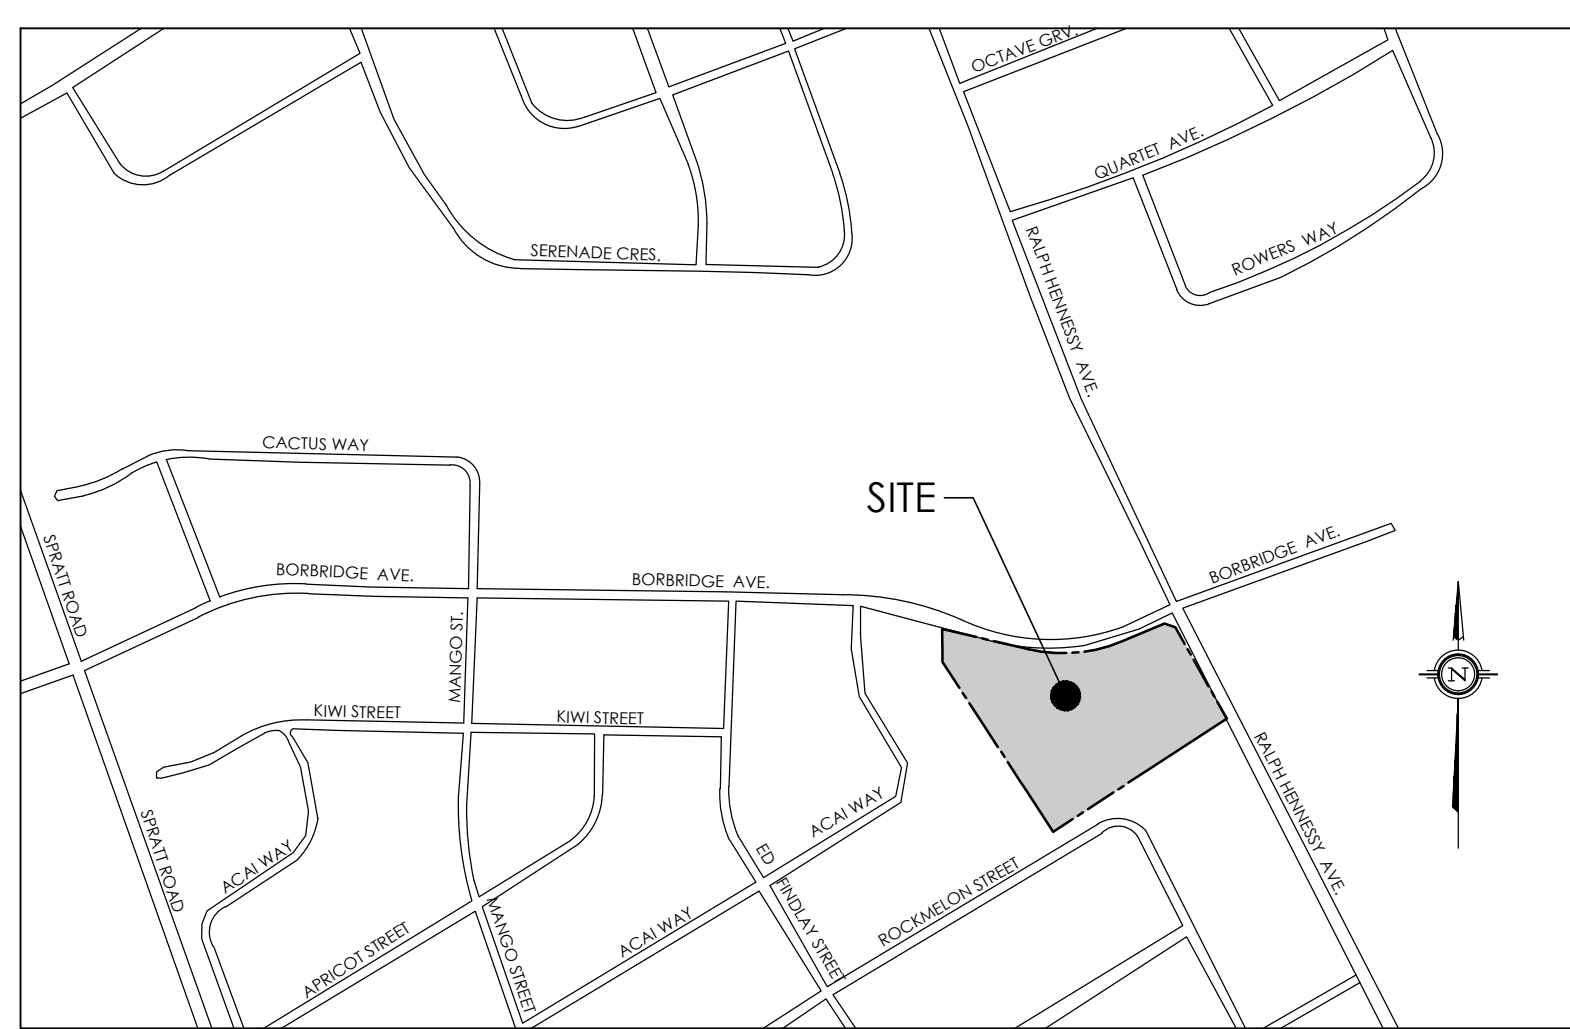 OCTAVE GRV.
QUARTET AVE.
ROWERS WAY
SERENADE CRES.
RALPH HENNESSY AVE.
CACTUS WAY
SITE
SPRATT ROAD
BORBRIDGE AVE.
BORBRIDGE AVE.
BORBRIDGE AVE.
MANGO ST.
KIWI STREET
KIWI STREET
N
RALPH HENNESSY AVE.
SPRATT ROAD
ACAI WAY
ACAI WAY
ED FINDLAY STREET
ROCKMELON STREET
APRICOT STREET
MANGO STREET
ACAI WAY